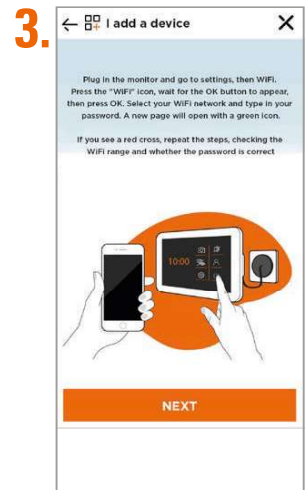 3.
I add a device
Plug in the monitor and go to settings, then WiFi.
Press the "WiFi" icon, wait for the OK button to appear,
then press OK. Select your WiFi network and type in your
password. A new page will open with a green icon.
If you see a red cross, repeat the steps, checking the
WiFi range and whether the password is correct
10:00
NEXT